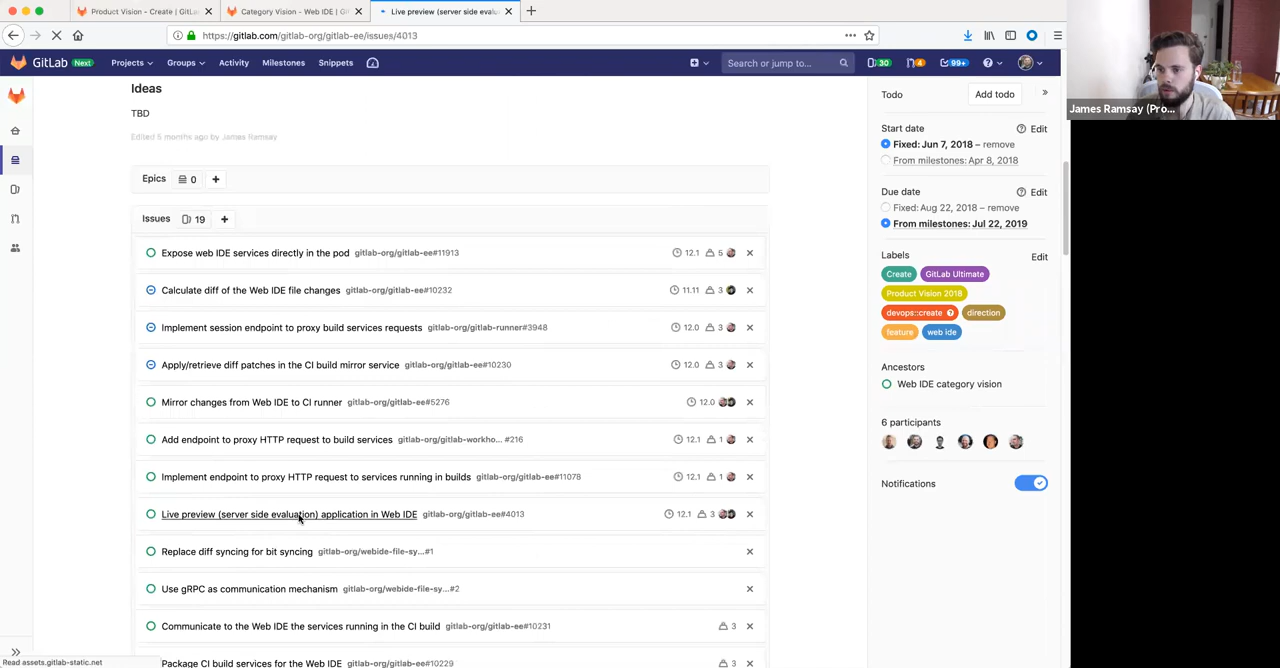 Product Vision - Create | GitLa
Category Vision - Web IDE | Git
Live preview (server side evalu
https://gitlab.com/gitlab-org/gitlab-ee/issues/4013
GitLab Next Projects Groups Activity Milestones Snippets Search or jump to... 30 4 99+
James Ramsay (Pro...
Ideas
TBD
Edited 5 months ago by James Ramsay
Epics 0
Issues 19
Expose web IDE services directly in the pod gitlab-org/gitlab-ee#11913 12.1 5
Calculate diff of the Web IDE file changes gitlab-org/gitlab-ee#10232 11.11 3
Implement session endpoint to proxy build services requests gitlab-org/gitlab-runner#3948 12.0 3
Apply/retrieve diff patches in the CI build mirror service gitlab-org/gitlab-ee#10230 12.0 3
Mirror changes from Web IDE to CI runner gitlab-org/gitlab-ee#5276 12.0
Add endpoint to proxy HTTP request to build services gitlab-org/gitlab-workho... #216 12.1 1
Implement endpoint to proxy HTTP request to services running in builds gitlab-org/gitlab-ee#11078 12.1 1
Live preview (server side evaluation) application in Web IDE gitlab-org/gitlab-ee#4013 12.1 3
Replace diff syncing for bit syncing gitlab-org/webide-file-sy...#1
Use gRPC as communication mechanism gitlab-org/webide-file-sy...#2
Communicate to the Web IDE the services running in the CI build gitlab-org/gitlab-ee#10231 3
Package CI build services for the Web IDE gitlab-org/gitlab-ee#10229 3
Todo Add todo
Start date Edit
Fixed: Jun 7, 2018 – remove
From milestones: Apr 8, 2018
Due date Edit
Fixed: Aug 22, 2018 – remove
From milestones: Jul 22, 2019
Labels Edit
Create GitLab Ultimate
Product Vision 2018
devops::create direction
feature web ide
Ancestors
Web IDE category vision
6 participants
Notifications
Read assets.gitlab-static.net